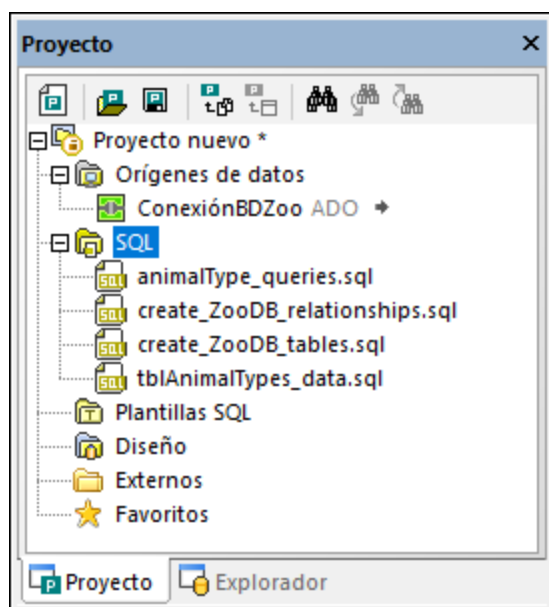 Proyecto
Proyecto nuevo *
Orígenes de datos
ConexiónBDZoo ADO
SQL
animalType_queries.sql
create_ZooDB_relationships.sql
create_ZooDB_tables.sql
tblAnimalTypes_data.sql
Plantillas SQL
Diseño
Externos
Favoritos
Proyecto Explorador